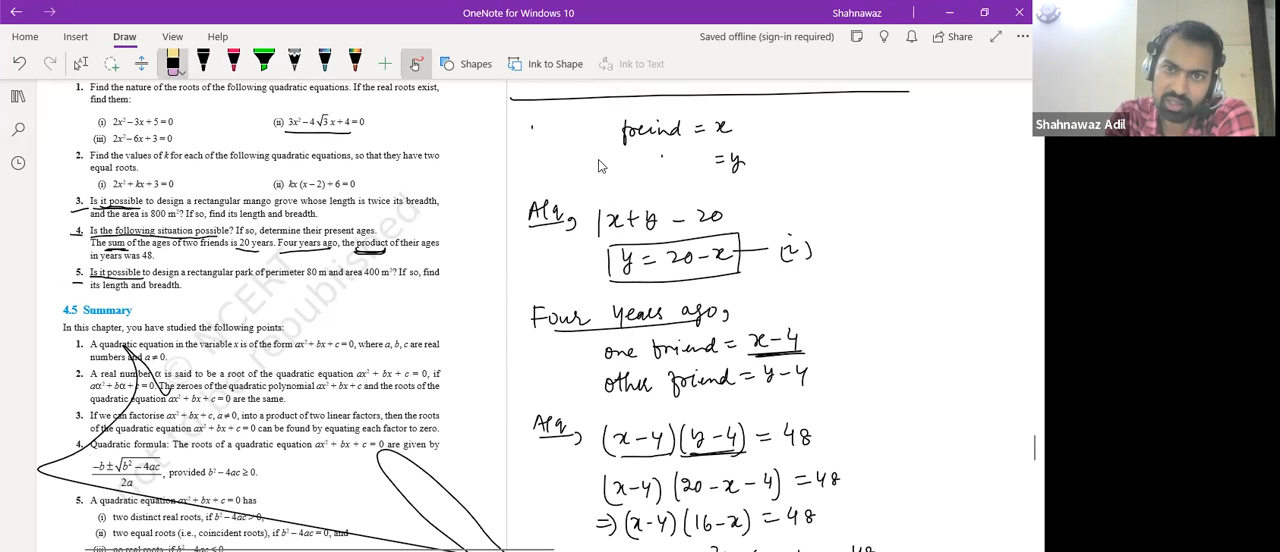 OneNote for Windows 10
Shahnawaz
Home Insert Draw View Help
Saved offline (sign-in required)
Share
Shapes
Ink to Shape
Ink to Text
1. Find the nature of the roots of the following quadratic equations. If the real roots exist,
find them:
(i) 2x² – 3x + 5 = 0 (ii) 3x² – 4√3 x + 4 = 0
(iii) 2x² – 6x + 3 = 0
2. Find the values of k for each of the following quadratic equations, so that they have two
equal roots.
(i) 2x² + kx + 3 = 0 (ii) kx (x – 2) + 6 = 0
3. Is it possible to design a rectangular mango grove whose length is twice its breadth,
and the area is 800 m²? If so, find its length and breadth.
4. Is the following situation possible? If so, determine their present ages.
The sum of the ages of two friends is 20 years. Four years ago, the product of their ages
in years was 48.
5. Is it possible to design a rectangular park of perimeter 80 m and area 400 m²? If so, find
its length and breadth.
4.5 Summary
In this chapter, you have studied the following points:
1. A quadratic equation in the variable x is of the form ax² + bx + c = 0, where a, b, c are real
numbers and a ≠ 0.
2. A real number α is said to be a root of the quadratic equation ax² + bx + c = 0, if
aα² + bα + c = 0. The zeroes of the quadratic polynomial ax² + bx + c and the roots of the
quadratic equation ax² + bx + c = 0 are the same.
3. If we can factorise ax² + bx + c, a ≠ 0, into a product of two linear factors, then the roots
of the quadratic equation ax² + bx + c = 0 can be found by equating each factor to zero.
4. Quadratic formula: The roots of a quadratic equation ax² + bx + c = 0 are given by
–b ± √b² – 4ac / 2a, provided b² – 4ac ≥ 0.
5. A quadratic equation ax² + bx + c = 0 has
(i) two distinct real roots, if b² – 4ac > 0,
(ii) two equal roots (i.e., coincident roots), if b² – 4ac = 0, and
(iii) no real roots, if b² – 4ac < 0
© NCERT
not to be republished
freind = x
= y
Alq,
x + y – 20
y = 20 – x — (i)
Four years ago,
one friend = x – 4
other friend = y – 4
Alq, (x – 4) (y – 4) = 48
(x – 4) (20 – x – 4) = 48
⇒ (x – 4) (16 – x) = 48
48
Shahnawaz Adil